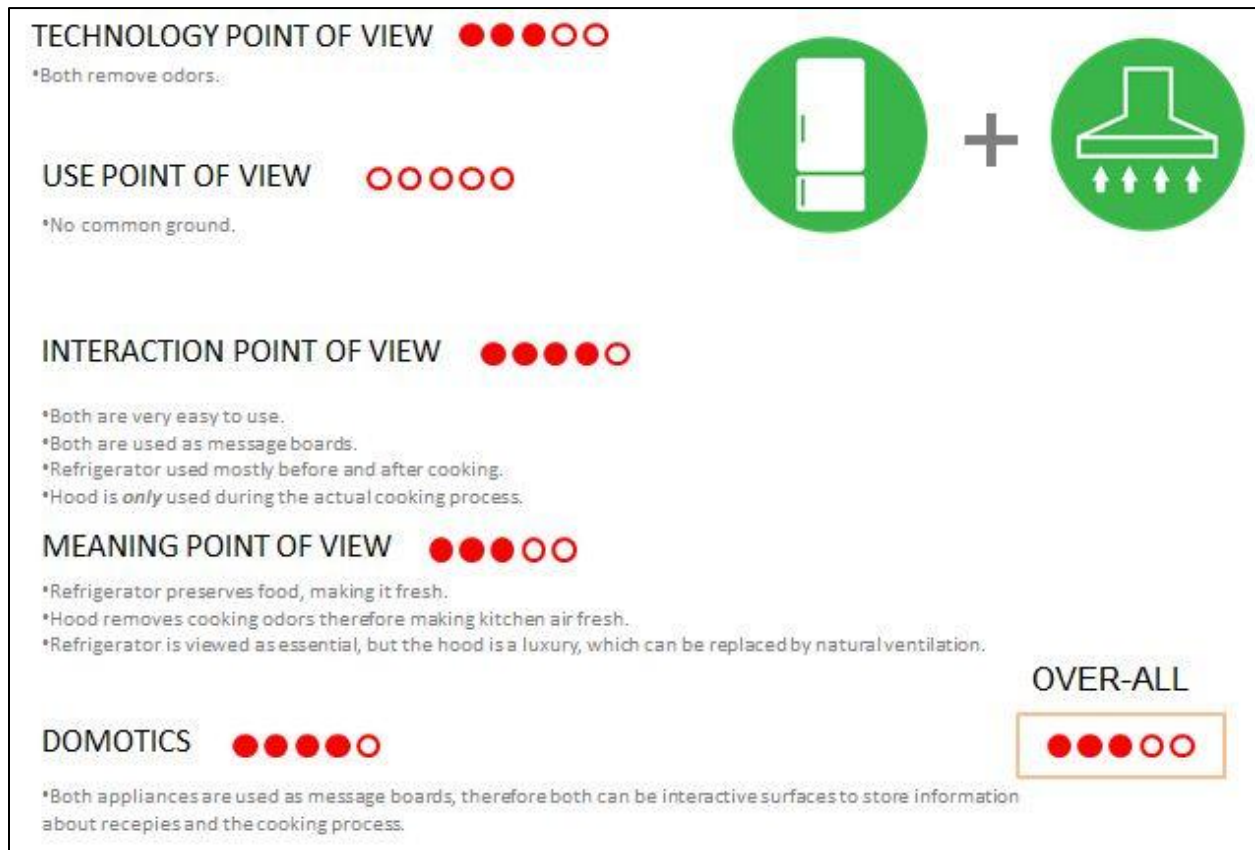 TECHNOLOGY POINT OF VIEW
•Both remove odors.
USE POINT OF VIEW
•No common ground.
INTERACTION POINT OF VIEW
•Both are very easy to use.
•Both are used as message boards.
•Refrigerator used mostly before and after cooking.
•Hood is only used during the actual cooking process.
MEANING POINT OF VIEW
•Refrigerator preserves food, making it fresh.
•Hood removes cooking odors therefore making kitchen air fresh.
•Refrigerator is viewed as essential, but the hood is a luxury, which can be replaced by natural ventilation.
OVER-ALL
DOMOTICS
•Both appliances are used as message boards, therefore both can be interactive surfaces to store information
about recepies and the cooking process.